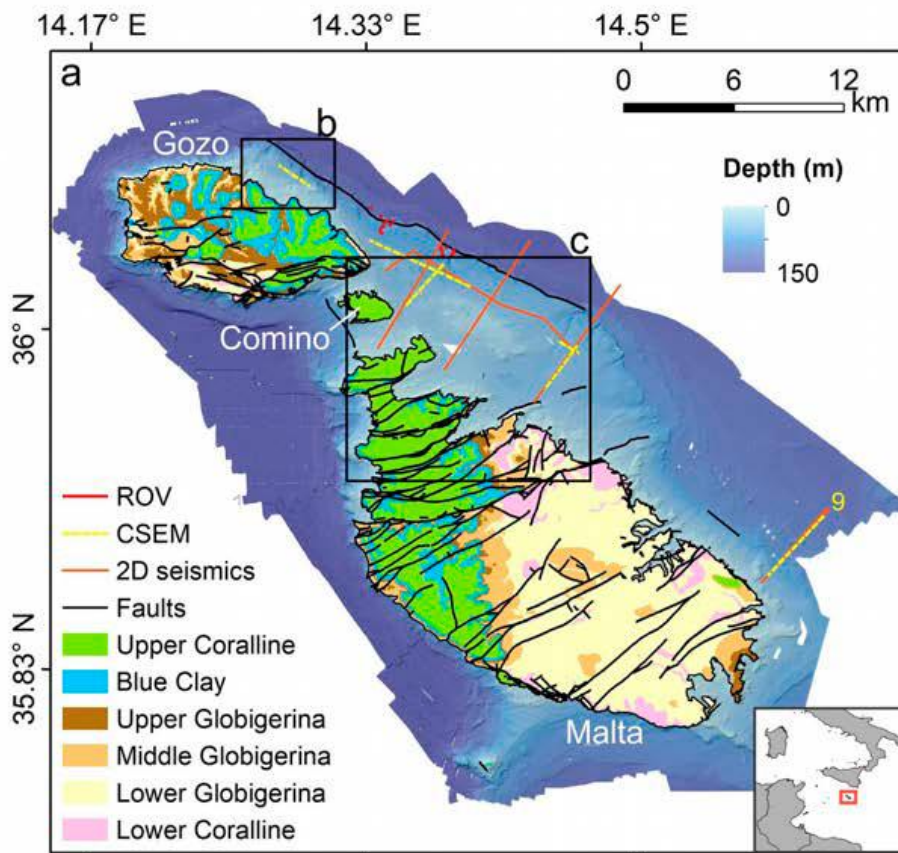 14.17° E
14.33° E
14.5° E
a
0
6
12
km
b
Gozo
Depth (m)
0
150
c
36° N
Comino
9
ROV
CSEM
2D seismics
Faults
Upper Coralline
Blue Clay
Upper Globigerina
Middle Globigerina
Lower Globigerina
Lower Coralline
35.83° N
Malta